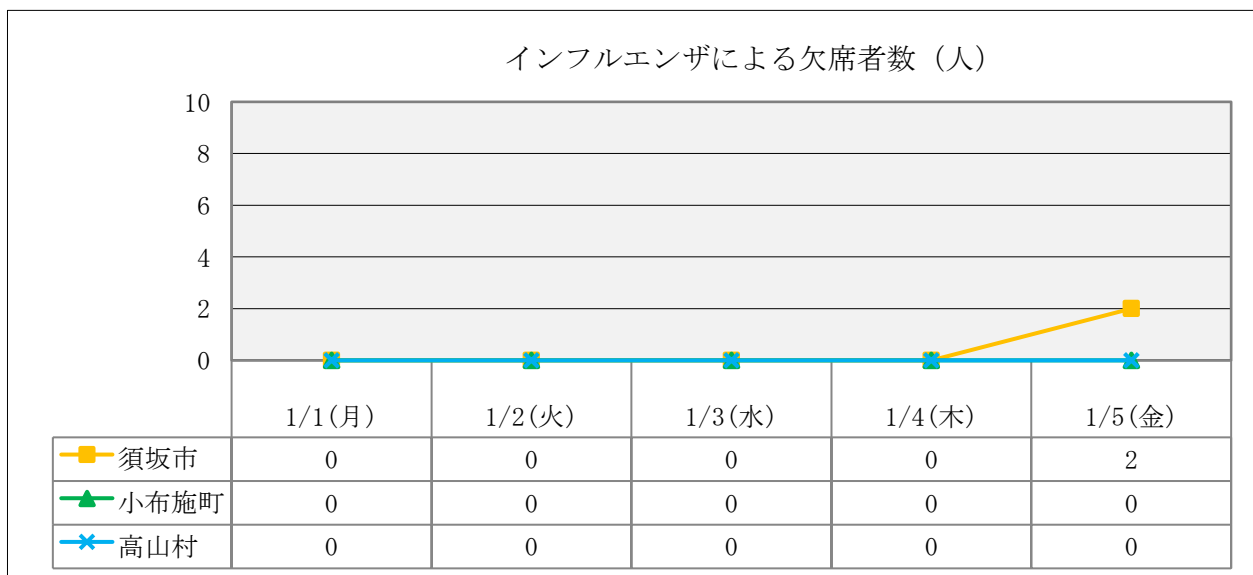 インフルエンザによる欠席者数（人）
10
8
6
4
2
0
1/1(月) 1/2(火) 1/3(水) 1/4(木) 1/5(金)
須坂市 0 0 0 0 2
小布施町 0 0 0 0 0
高山村 0 0 0 0 0